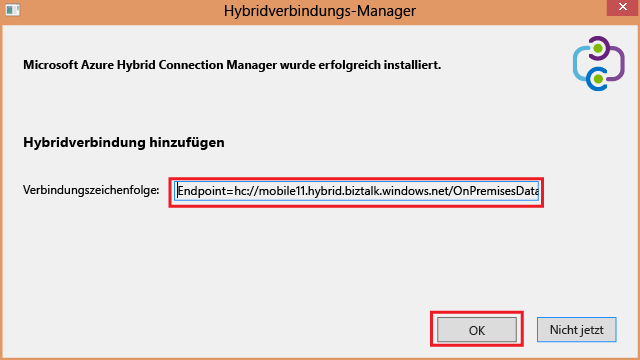 Hybridverbindungs-Manager
Microsoft Azure Hybrid Connection Manager wurde erfolgreich installiert.
Hybridverbindung hinzufügen
Verbindungszeichenfolge: Endpoint=hc://mobile11.hybrid.biztalk.windows.net/OnPremisesData
OK Nicht jetzt